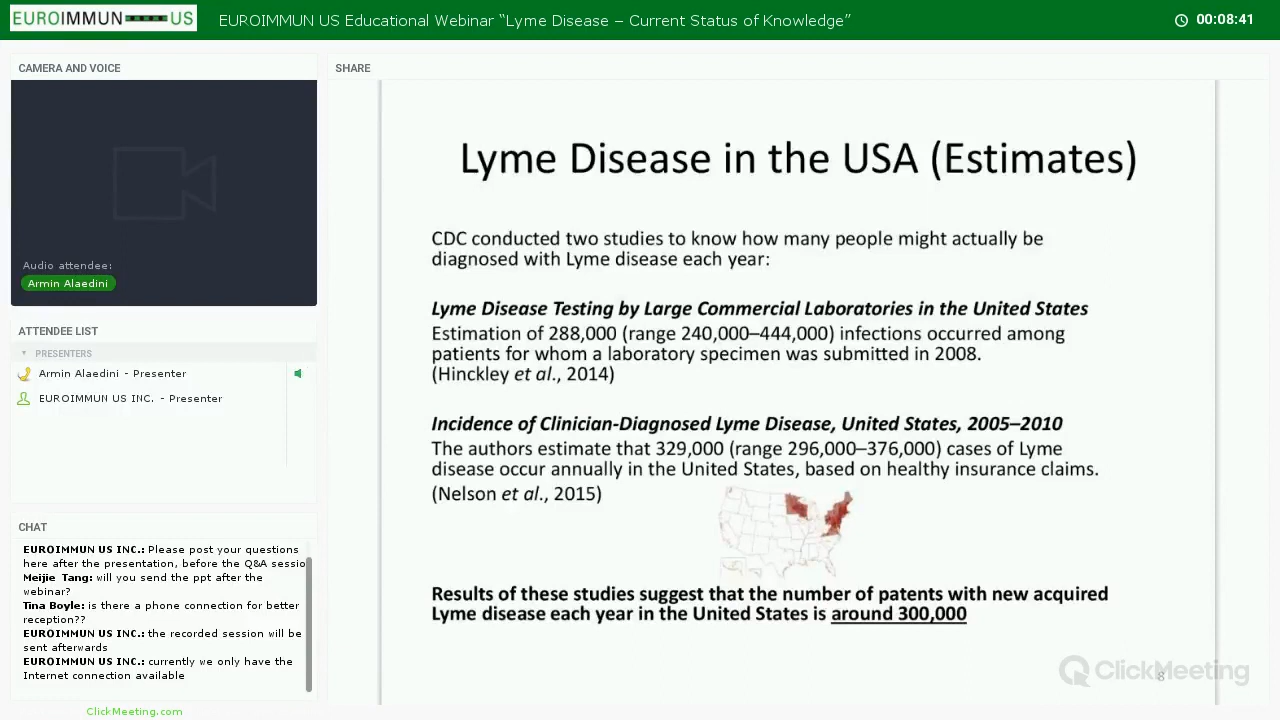 EUROIMMUN US
EUROIMMUN US Educational Webinar “Lyme Disease – Current Status of Knowledge”
00:08:41
CAMERA AND VOICE
Audio attendee:
Armin Alaedini
ATTENDEE LIST
PRESENTERS
Armin Alaedini - Presenter
EUROIMMUN US INC. - Presenter
CHAT
EUROIMMUN US INC.: Please post your questions
here after the presentation, before the Q&A sessio
Meijie Tang: will you send the ppt after the
webinar?
Tina Boyle: is there a phone connection for better
reception??
EUROIMMUN US INC.: the recorded session will be
sent afterwards
EUROIMMUN US INC.: currently we only have the
Internet connection available
ClickMeeting.com
SHARE
Lyme Disease in the USA (Estimates)
CDC conducted two studies to know how many people might actually be
diagnosed with Lyme disease each year:
Lyme Disease Testing by Large Commercial Laboratories in the United States
Estimation of 288,000 (range 240,000–444,000) infections occurred among
patients for whom a laboratory specimen was submitted in 2008.
(Hinckley et al., 2014)
Incidence of Clinician-Diagnosed Lyme Disease, United States, 2005–2010
The authors estimate that 329,000 (range 296,000–376,000) cases of Lyme
disease occur annually in the United States, based on healthy insurance claims.
(Nelson et al., 2015)
Results of these studies suggest that the number of patents with new acquired
Lyme disease each year in the United States is around 300,000
ClickMeeting
8